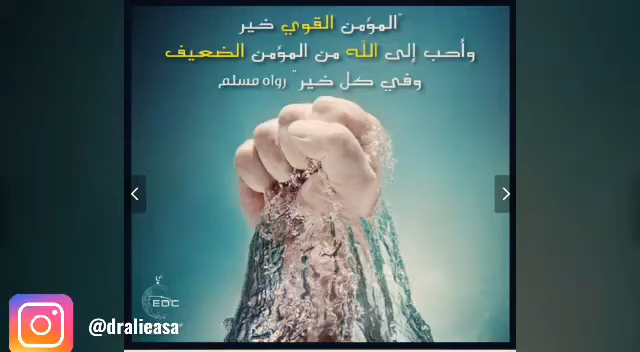 "المؤمن القوي خير
وأحب إلى الله من المؤمن الضعيف
وفي كل خير" رواه مسلم
EDC
@dralieasa